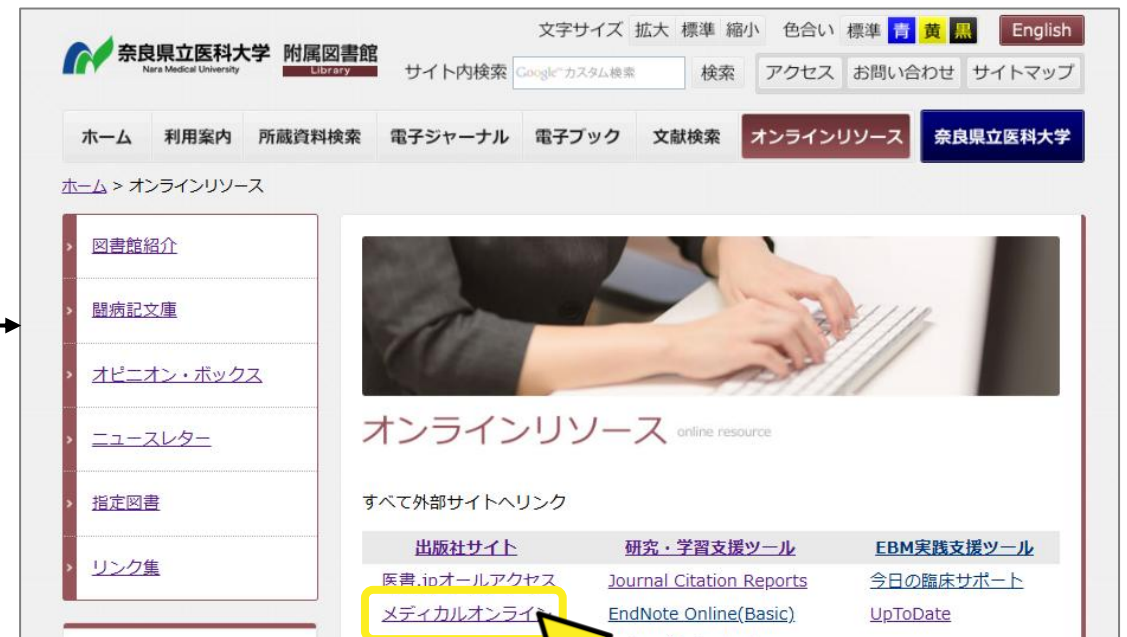 文字サイズ 拡大 標準 縮小 色合い 標準 青 黄 黒 English
奈良県立医科大学 附属図書館
Nara Medical University Library
サイト内検索 Google カスタム検索 検索 アクセス お問い合わせ サイトマップ
ホーム 利用案内 所蔵資料検索 電子ジャーナル 電子ブック 文献検索 オンラインリソース 奈良県立医科大学
ホーム > オンラインリソース
図書館紹介
闘病記文庫
オピニオン・ボックス
ニュースレター
指定図書
リンク集
オンラインリソース online resource
すべて外部サイトへリンク
出版社サイト 研究・学習支援ツール EBM実践支援ツール
医書.jpオールアクセス Journal Citation Reports 今日の臨床サポート
メディカルオンライン EndNote Online(Basic) UpToDate